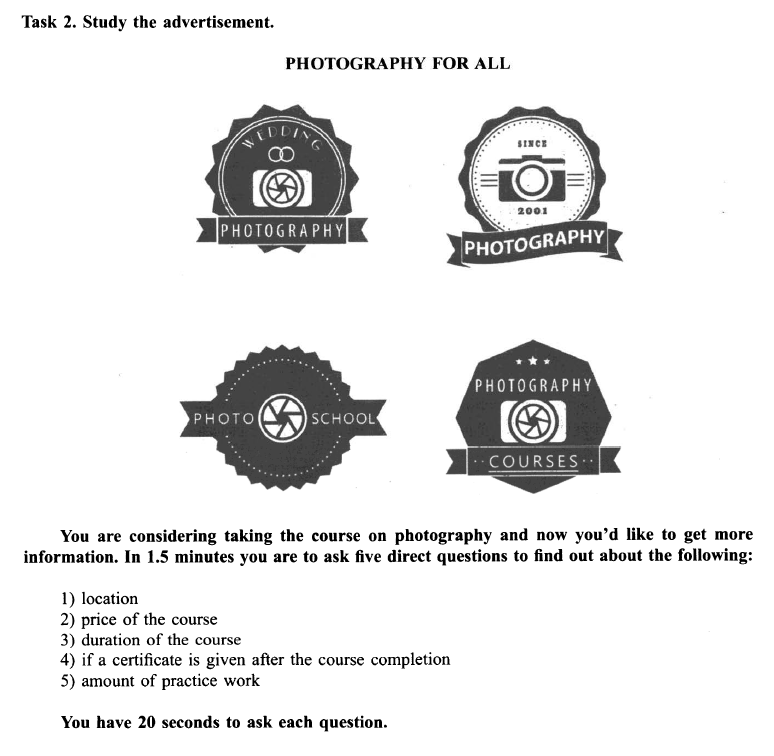 Task 2. Study the advertisement.
PHOTOGRAPHY FOR ALL
WEDDING
PHOTOGRAPHY
SINCE
2001
PHOTOGRAPHY
PHOTO SCHOOL
PHOTOGRAPHY
COURSES
You are considering taking the course on photography and now you’d like to get more
information. In 1.5 minutes you are to ask five direct questions to find out about the following:
1) location
2) price of the course
3) duration of the course
4) if a certificate is given after the course completion
5) amount of practice work
You have 20 seconds to ask each question.